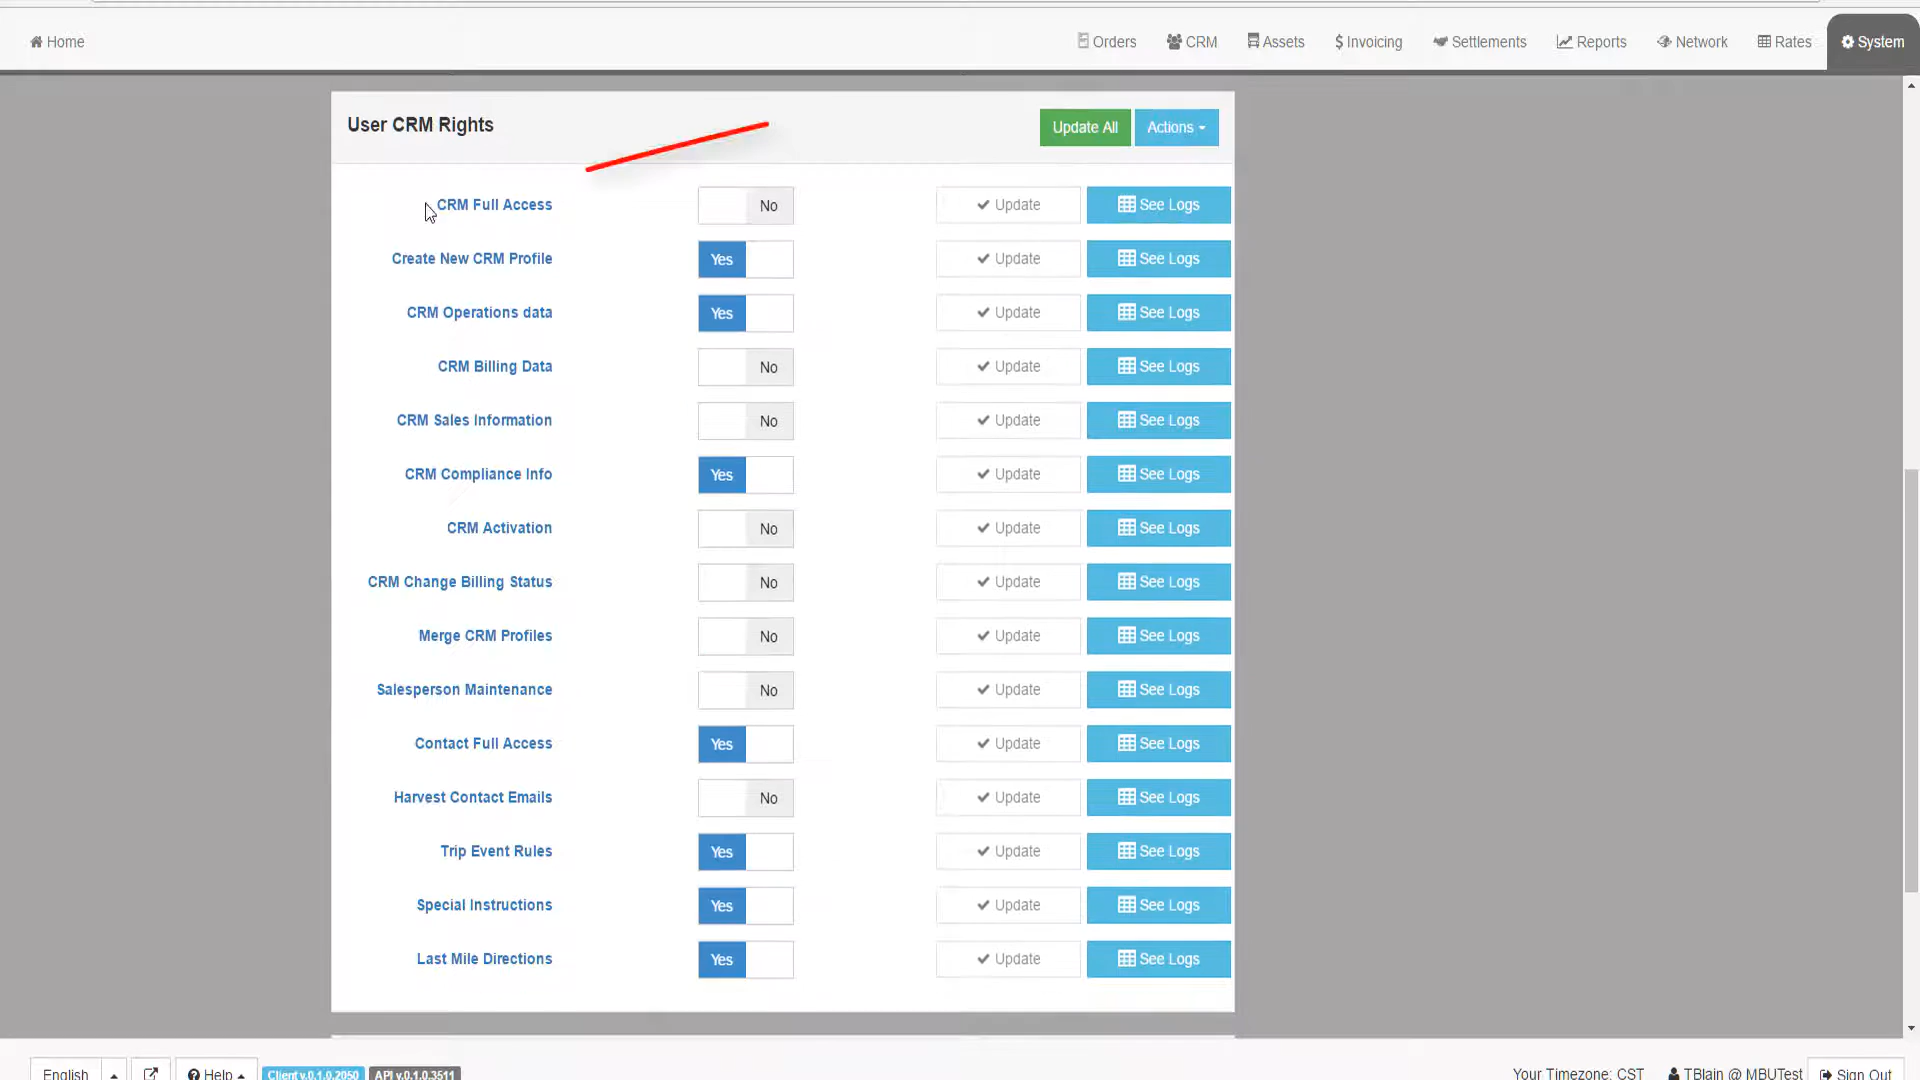 Home Orders CRM Assets $ Invoicing Settlements Reports Network Rates System
User CRM Rights Update All Actions
CRM Full Access No Update See Logs
Create New CRM Profile Yes Update See Logs
CRM Operations data Yes Update See Logs
CRM Billing Data No Update See Logs
CRM Sales Information No Update See Logs
CRM Compliance Info Yes Update See Logs
CRM Activation No Update See Logs
CRM Change Billing Status No Update See Logs
Merge CRM Profiles No Update See Logs
Salesperson Maintenance No Update See Logs
Contact Full Access Yes Update See Logs
Harvest Contact Emails No Update See Logs
Trip Event Rules Yes Update See Logs
Special Instructions Yes Update See Logs
Last Mile Directions Yes Update See Logs
English Help Client v.0.1.0.2050 API v.0.1.0.3511 Your Timezone: CST TBlain @ MBUTest Sign Out